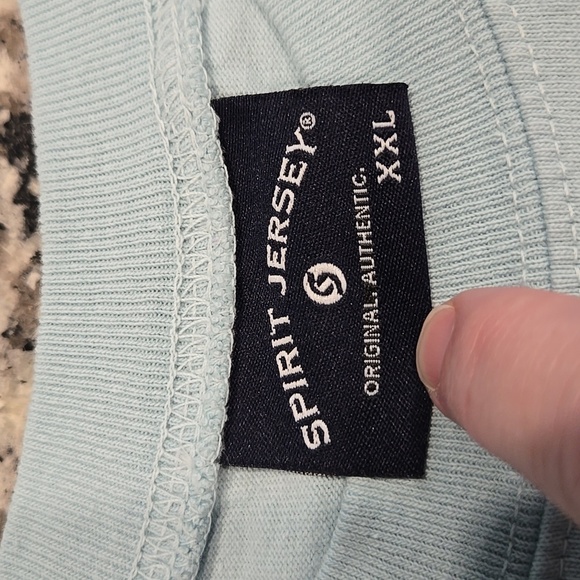 SPIRIT JERSEY®
ORIGINAL. AUTHENTIC.
XXL